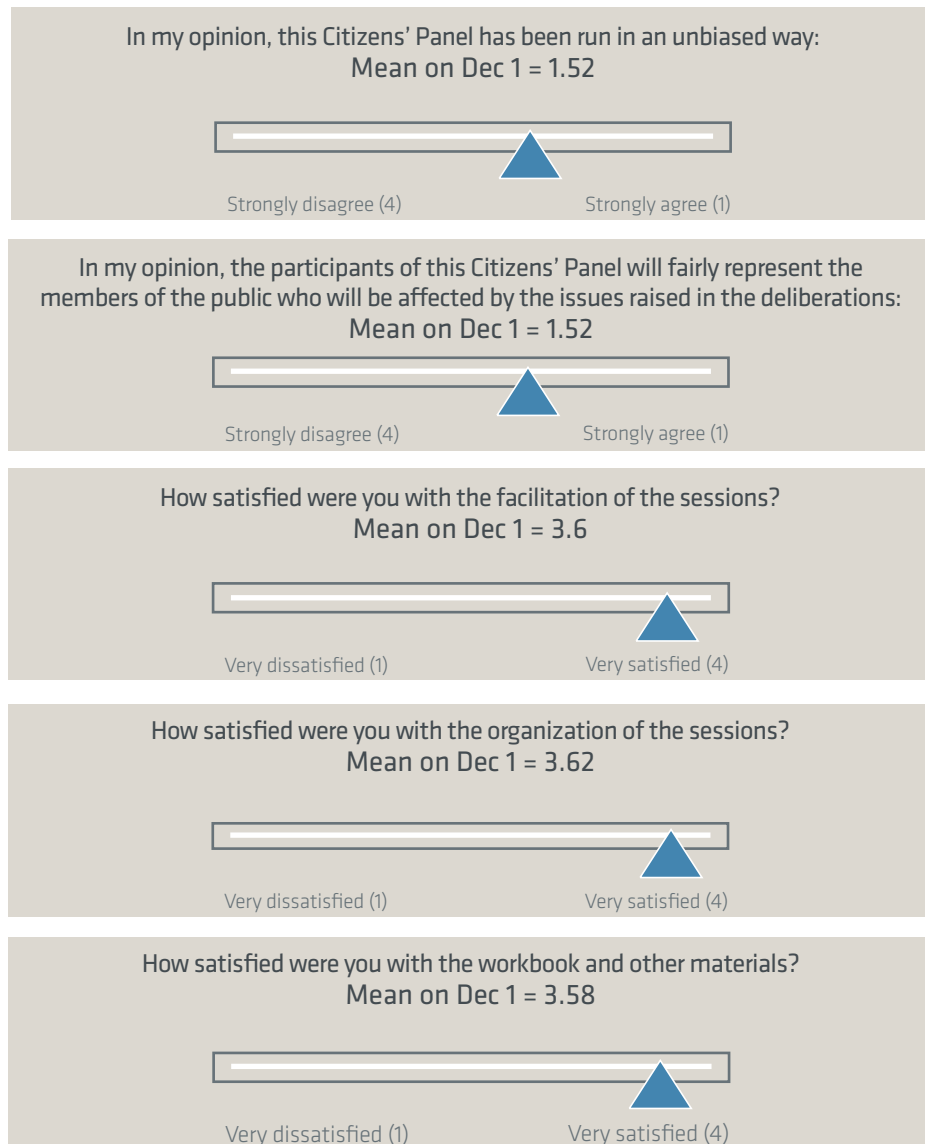 In my opinion, this Citizens’ Panel has been run in an unbiased way:
Mean on Dec 1 = 1.52
Strongly disagree (4)
Strongly agree (1)
In my opinion, the participants of this Citizens’ Panel will fairly represent the
members of the public who will be affected by the issues raised in the deliberations:
Mean on Dec 1 = 1.52
Strongly disagree (4)
Strongly agree (1)
How satisfied were you with the facilitation of the sessions?
Mean on Dec 1 = 3.6
Very dissatisfied (1)
Very satisfied (4)
How satisfied were you with the organization of the sessions?
Mean on Dec 1 = 3.62
Very dissatisfied (1)
Very satisfied (4)
How satisfied were you with the workbook and other materials?
Mean on Dec 1 = 3.58
Very dissatisfied (1)
Very satisfied (4)